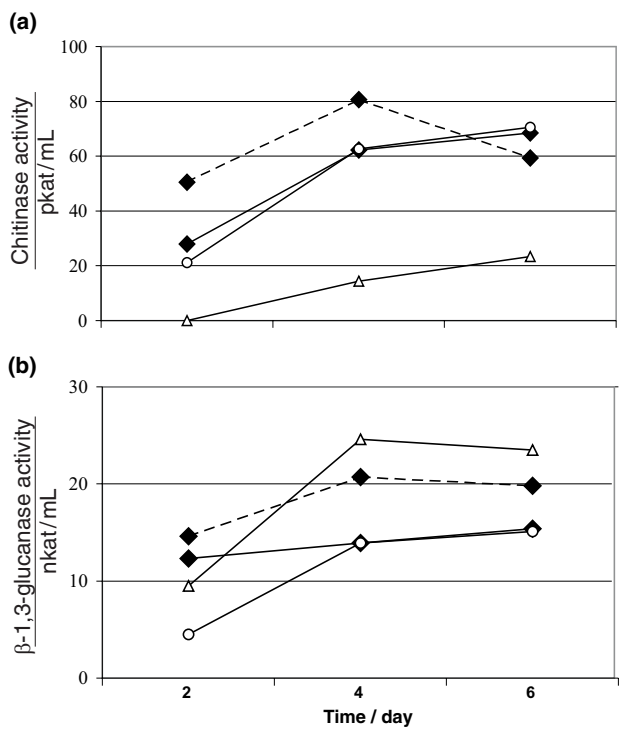 (a)
Chitinase activity
pkat/mL
100
80
60
40
20
0
(b)
β-1,3-glucanase activity
nkat/mL
30
20
10
0
2 4 6
Time / day